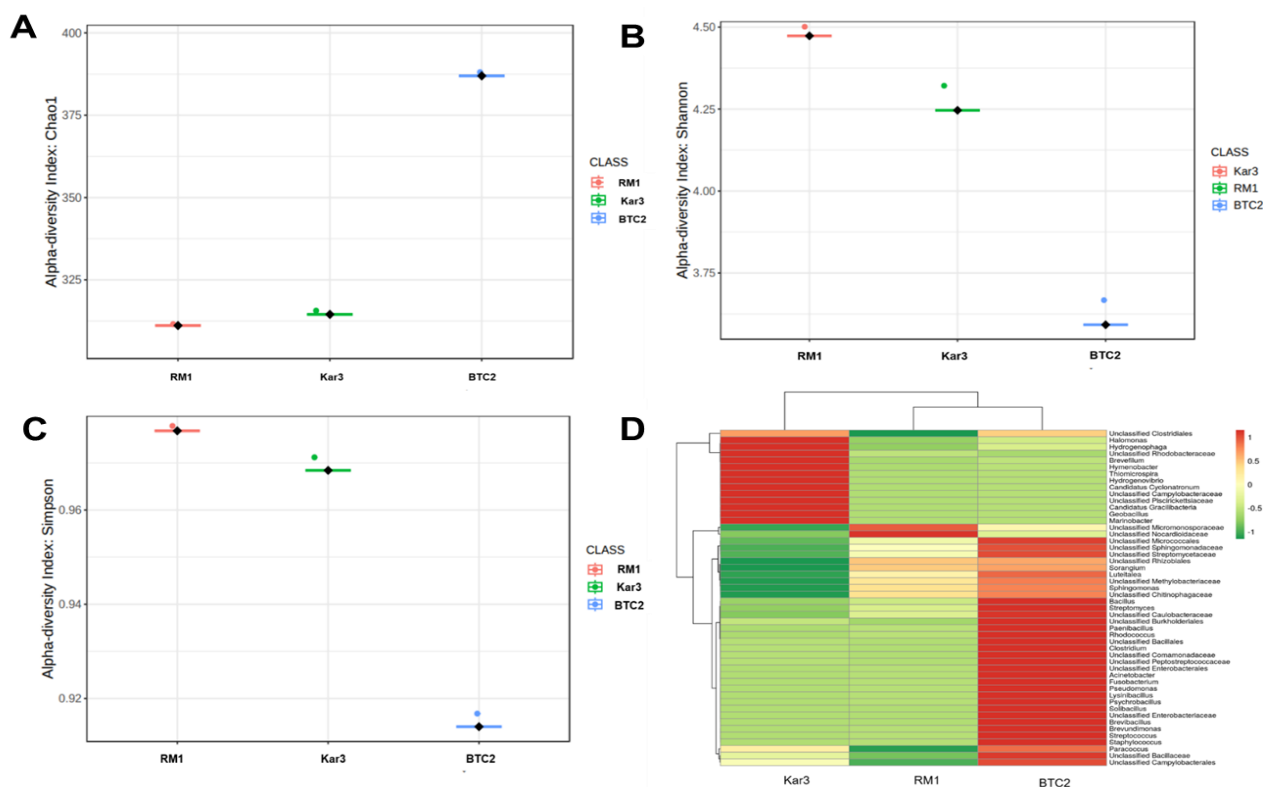 A
Alpha-diversity Index: Chao1
400
375
350
325
RM1
Kar3
BTC2
CLASS
RM1
Kar3
BTC2
B
Alpha-diversity Index: Shannon
4.50
4.25
4.00
3.75
RM1
Kar3
BTC2
CLASS
Kar3
RM1
BTC2
C
Alpha-diversity Index: Simpson
0.96
0.94
0.92
RM1
Kar3
BTC2
CLASS
RM1
Kar3
BTC2
D
Unclassified Clostridiales
Halomonas
Hydrogenophaga
Unclassified Rhodobacteraceae
Brevefilum
Hymenobacter
Thiomicrospira
Hydrogenovibrio
Candidatus Cyclonatronum
Unclassified Campylobacteraceae
Unclassified Piscirickettsiaceae
Candidatus Gracilibacteria
Geobacillus
Marinobacter
Unclassified Micromonosporaceae
Unclassified Nocardioidaceae
Unclassified Micrococcales
Unclassified Sphingomonadaceae
Unclassified Streptomycetaceae
Unclassified Rhizobiales
Sorangium
Luteitales
Unclassified Methylobacteriaceae
Sphingomonas
Unclassified Chitinophagaceae
Bacillus
Streptomyces
Unclassified Caulobacteraceae
Unclassified Burkholderiales
Paenibacillus
Rhodococcus
Unclassified Bacillales
Clostridium
Unclassified Comamonadaceae
Unclassified Peptostreptococcaceae
Unclassified Enterobacterales
Acinetobacter
Fusobacterium
Pseudomonas
Lysinibacillus
Psychrobacillus
Solibacillus
Unclassified Enterobacteriaceae
Brevibacillus
Brevundimonas
Streptococcus
Staphylococcus
Paracoccus
Unclassified Bacillaceae
Unclassified Campylobacterales
Kar3
RM1
BTC2
1
0.5
0
-0.5
-1